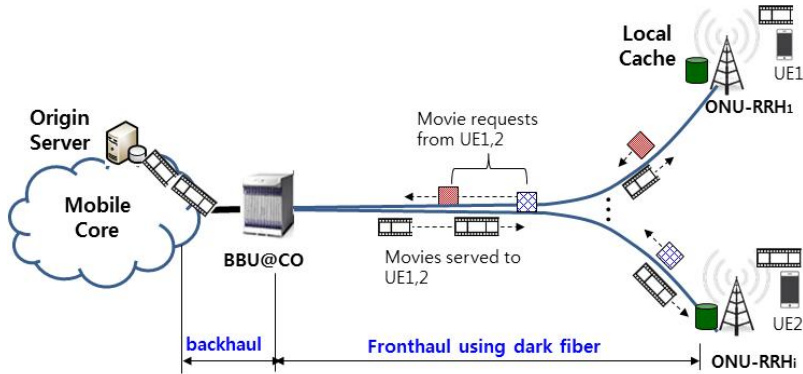 Local
Cache
UE1
ONU-RRH1
Origin
Server
Movie requests
from UE1,2
Mobile
Core
BBU@CO
Movies served to
UE1,2
UE2
backhaul
Fronthaul using dark fiber
ONU-RRHi